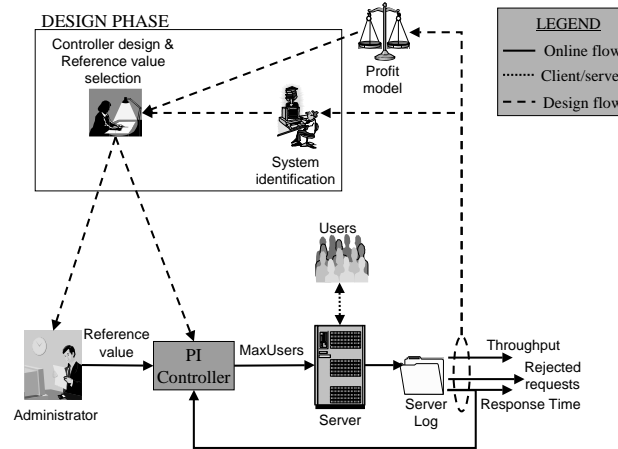 DESIGN PHASE
Controller design &
Reference value
selection
Profit
model
System
identification
LEGEND
Online flow
Client/server
Design flow
Users
Reference
value
PI
Controller
MaxUsers
Administrator
Server
Server
Log
Throughput
Rejected
requests
Response Time